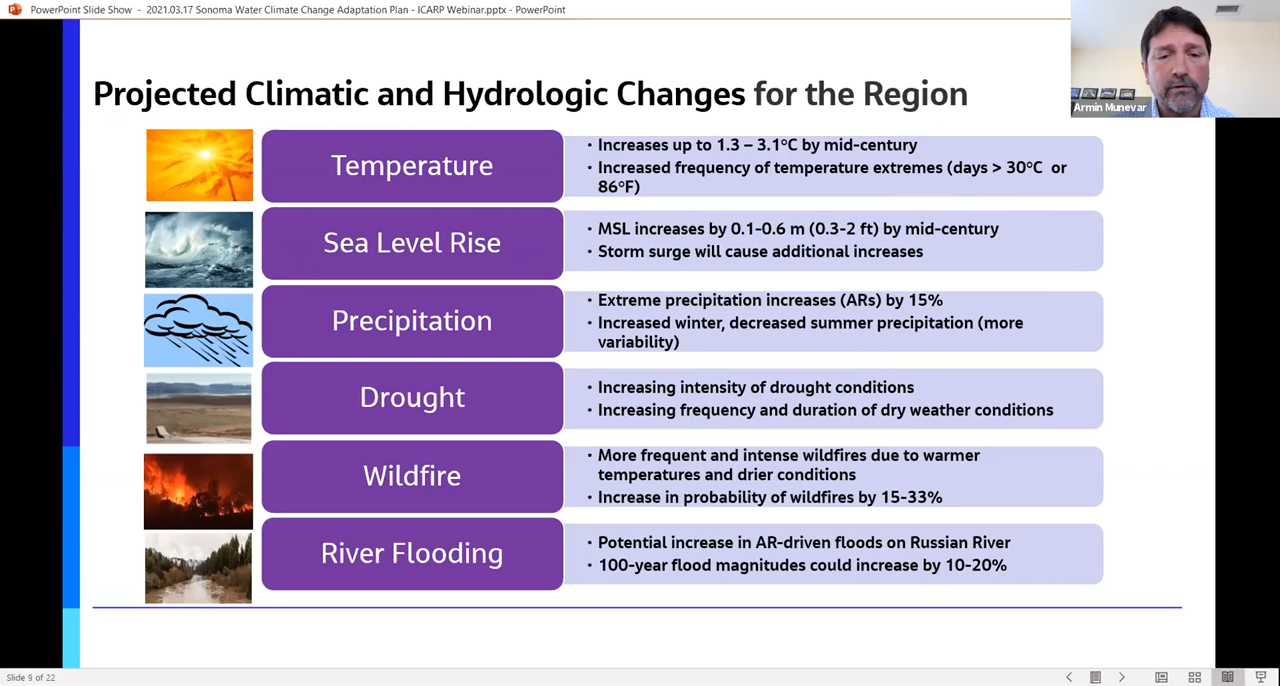 PowerPoint Slide Show - 2021.03.17 Sonoma Water Climate Change Adaptation Plan - ICARP Webinar.pptx - PowerPoint
Armin Munevar
Projected Climatic and Hydrologic Changes for the Region
Temperature
• Increases up to 1.3 – 3.1°C by mid-century
• Increased frequency of temperature extremes (days > 30°C or
86°F)
Sea Level Rise
• MSL increases by 0.1-0.6 m (0.3-2 ft) by mid-century
• Storm surge will cause additional increases
Precipitation
• Extreme precipitation increases (ARs) by 15%
• Increased winter, decreased summer precipitation (more
variability)
Drought
• Increasing intensity of drought conditions
• Increasing frequency and duration of dry weather conditions
Wildfire
• More frequent and intense wildfires due to warmer
temperatures and drier conditions
• Increase in probability of wildfires by 15-33%
River Flooding
• Potential increase in AR-driven floods on Russian River
• 100-year flood magnitudes could increase by 10-20%
Slide 9 of 22